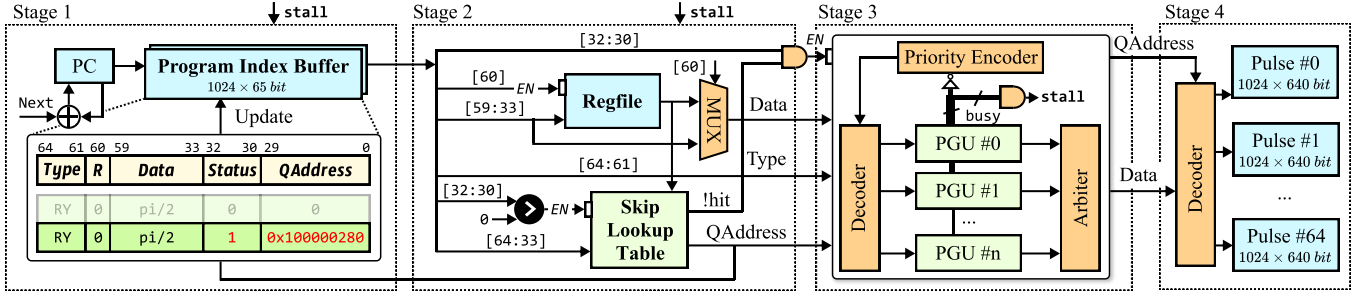 Stage 1
stall
PC
Program Index Buffer
1024 × 65 bit
Next
Update
64 61 60 59 33 32 30 29 0
Type R Data Status QAddress
RY 0 pi/2 0 0
RY 0 pi/2 1 0x100000280
Stage 2
stall
[32:30]
[60] EN
[59:33]
Regfile
[60]
MUX
Data
[64:61]
Type
[32:30]
0
>
EN
[64:33]
Skip
Lookup
Table
!hit
QAddress
Stage 3
EN
Priority Encoder
stall
busy
Decoder
PGU #0
PGU #1
...
PGU #n
Arbiter
QAddress
Data
Stage 4
Decoder
Pulse #0
1024 × 640 bit
Pulse #1
1024 × 640 bit
...
Pulse #64
1024 × 640 bit